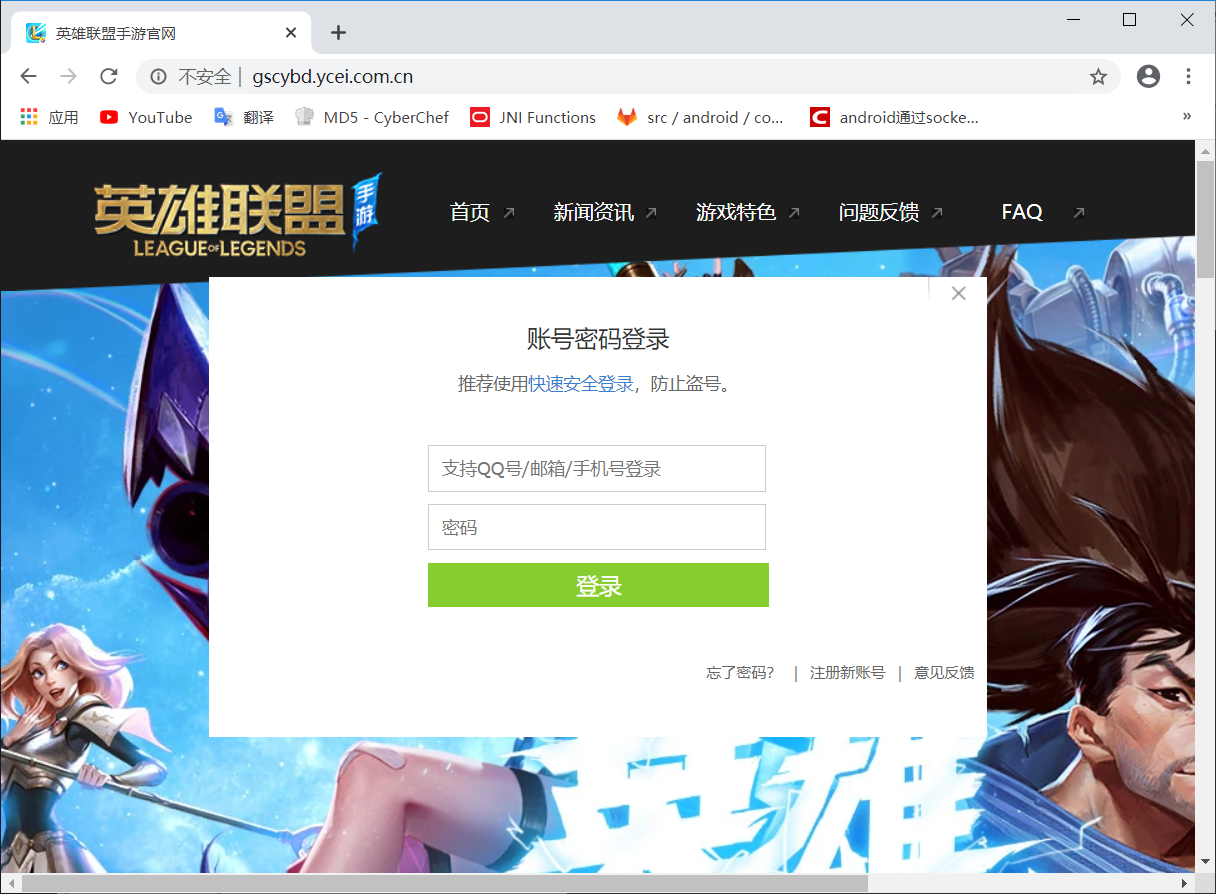 英雄联盟手游官网
不安全 | gscybd.ycei.com.cn
应用 YouTube 翻译 MD5 - CyberChef JNI Functions src / android / co... android通过socke... »
英雄联盟手游
LEAGUE OF LEGENDS
首页 新闻资讯 游戏特色 问题反馈 FAQ
账号密码登录
推荐使用快速安全登录，防止盗号。
支持QQ号/邮箱/手机号登录
密码
登录
忘了密码? | 注册新账号 | 意见反馈
英雄